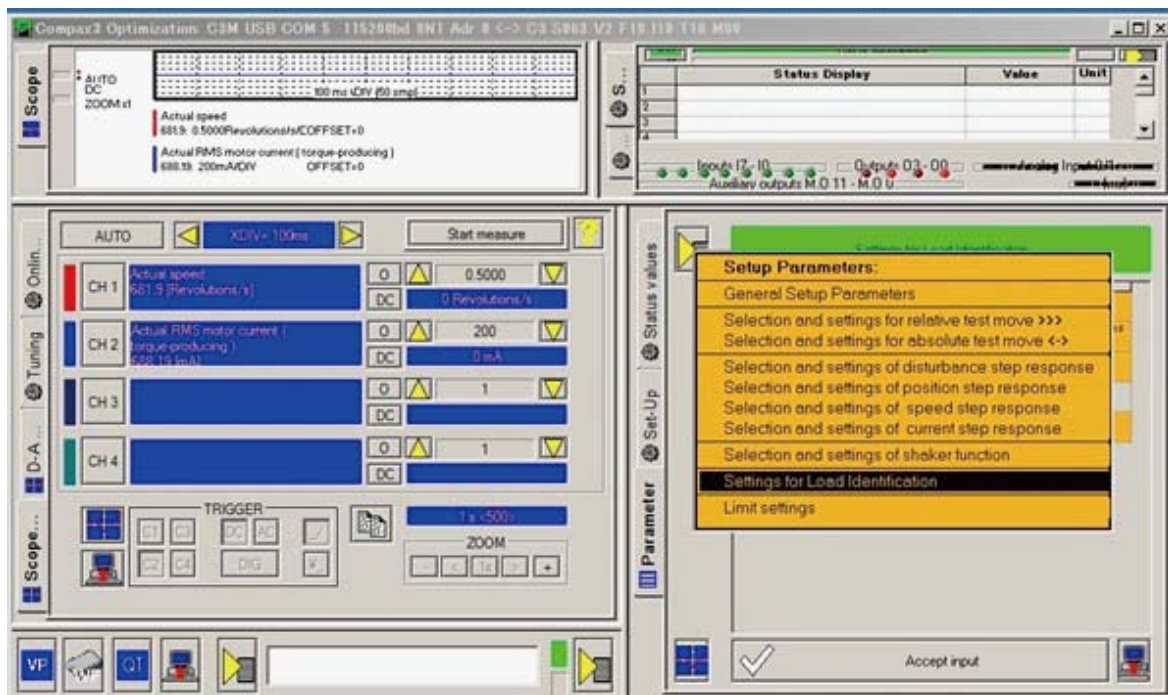 Compax3 Optimization: C3M USB COM 5 115200bd 8N1 Adr 0 <-> C3 S063 V2 F10 I10 T10 M00
Scope
AUTO
DC
ZOOM x1
100 ms /DIV (50 smp)
Actual speed
681.9: 0.5000Revolutions/s/COFFSET=0
Actual RMS motor current ( torque-producing )
688.19: 200mA/DIV OFFSET=0
S...
Status Display Value Unit
1
2
3
4
Inputs I7 - I0 Outputs O3 - O0 Analog Input 0/1
Auxiliary outputs M.O 11 - M.O 0
Onlin...
Tuning
D-A ...
Scope...
AUTO
XDIV= 100ms
Start measure
?
CH 1
Actual speed
681.9 [Revolutions/s]
O
0.5000
DC
0 Revolutions/s
CH 2
Actual RMS motor current (
torque-producing )
688.19 [mA]
O
200
DC
0 mA
CH 3
O
1
DC
CH 4
O
1
DC
TRIGGER
C1 C3 DC AC
C2 C4 DIG
1 s <500>
ZOOM
- < 1x > +
VP
QT
Status values
Set-Up
Parameter
Settings for Load Identification
Setup Parameters:
General Setup Parameters
Selection and settings for relative test move >>>
Selection and settings for absolute test move <->
Selection and settings of disturbance step response
Selection and settings of position step response
Selection and settings of speed step response
Selection and settings of current step response
Selection and settings of shaker function
Settings for Load Identification
Limit settings
Accept input